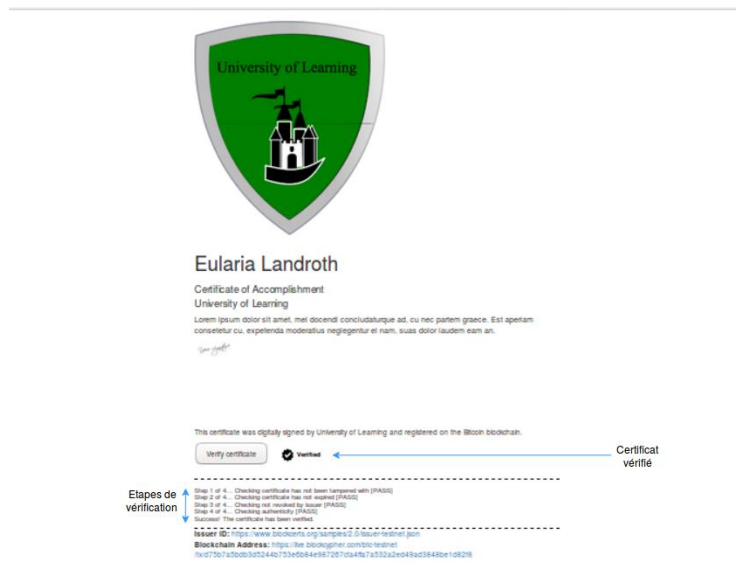 University of Learning
Eularia Landroth
Certificate of Accomplishment
University of Learning
Lorem ipsum dolor sit amet, mel docendi concludaturque ad, cu nec partem graece. Est aperiam
consetetur cu, expetenda moderatius neglegentur ei nam, suas dolor laudem eam an.
This certificate was digitally signed by University of Learning and registered on the Bitcoin blockchain.
Verify certificate
Verified
Certificat
vérifié
Etapes de
vérification
Step 1 of 4... Checking certificate has not been tampered with [PASS]
Step 2 of 4... Checking certificate has not expired [PASS]
Step 3 of 4... Checking not revoked by issuer [PASS]
Step 4 of 4... Checking authenticity [PASS]
Success! The certificate has been verified.
Issuer ID: https://www.blockcerts.org/samples/2.0/issuer-testnet.json
Blockchain Address: https://live.blockcypher.com/btc-testnet